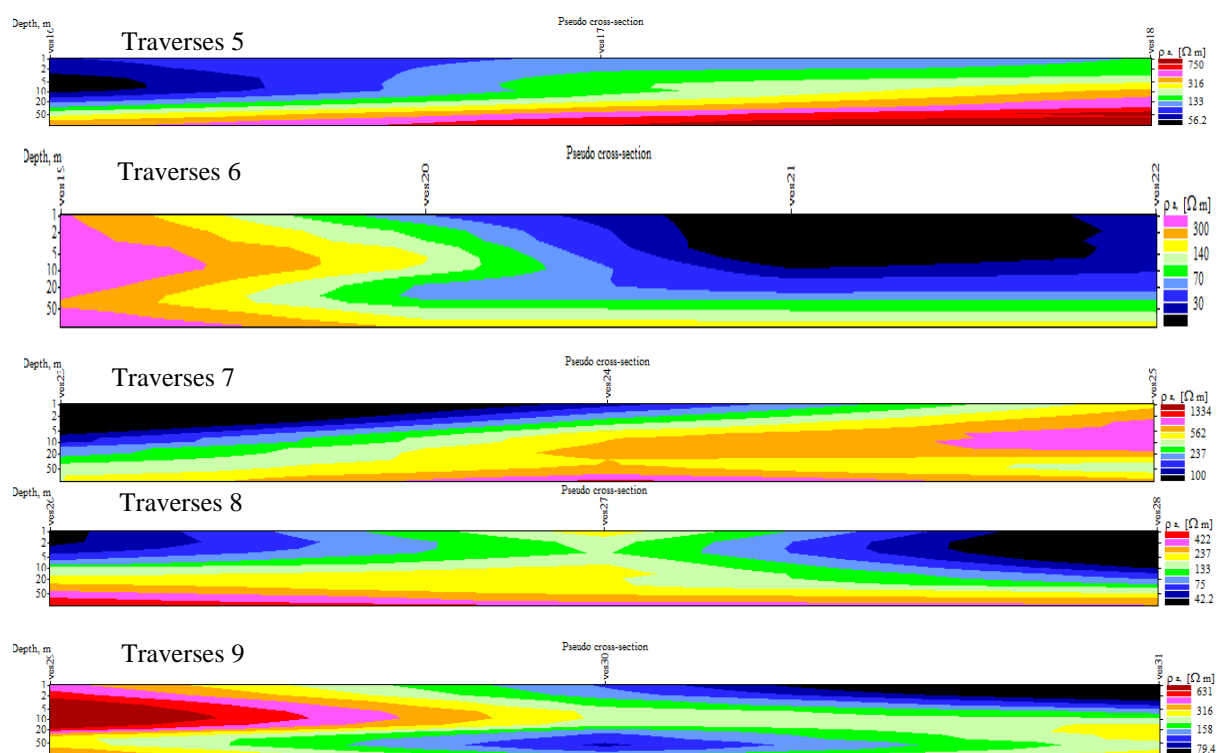 Depth, m
Pseudo cross-section
Traverses 5
ves16
ves17
ves18
ρ a, [Ω m]
1
2
5
10
20
50
750
316
133
56.2
Depth, m
Pseudo cross-section
Traverses 6
ves19
ves20
ves21
ves22
ρ a, [Ω m]
1
2
5
10
20
50
300
140
70
30
Depth, m
Pseudo cross-section
Traverses 7
ves23
ves24
ves25
ρ a, [Ω m]
1
2
5
10
20
50
1334
562
237
100
Depth, m
Pseudo cross-section
Traverses 8
ves26
ves27
ves28
ρ a, [Ω m]
1
2
5
10
20
50
422
237
133
75
42.2
Depth, m
Pseudo cross-section
Traverses 9
ves29
ves30
ves31
ρ a, [Ω m]
1
2
5
10
20
50
631
316
158
79.4